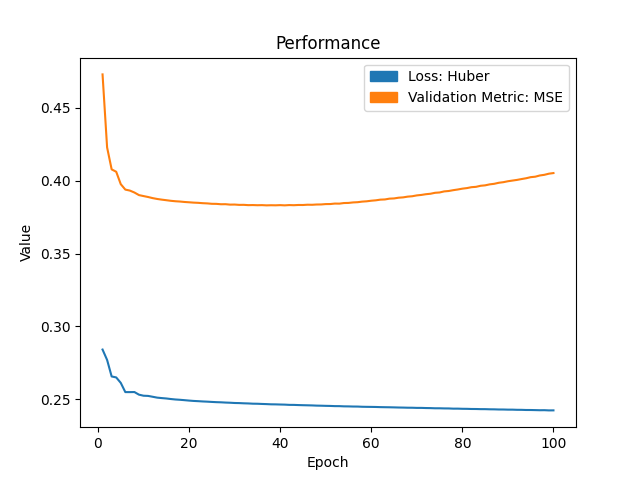 Performance
Loss: Huber
Validation Metric: MSE
0.45
0.40
0.35
0.30
0.25
Value
0
20
40
60
80
100
Epoch